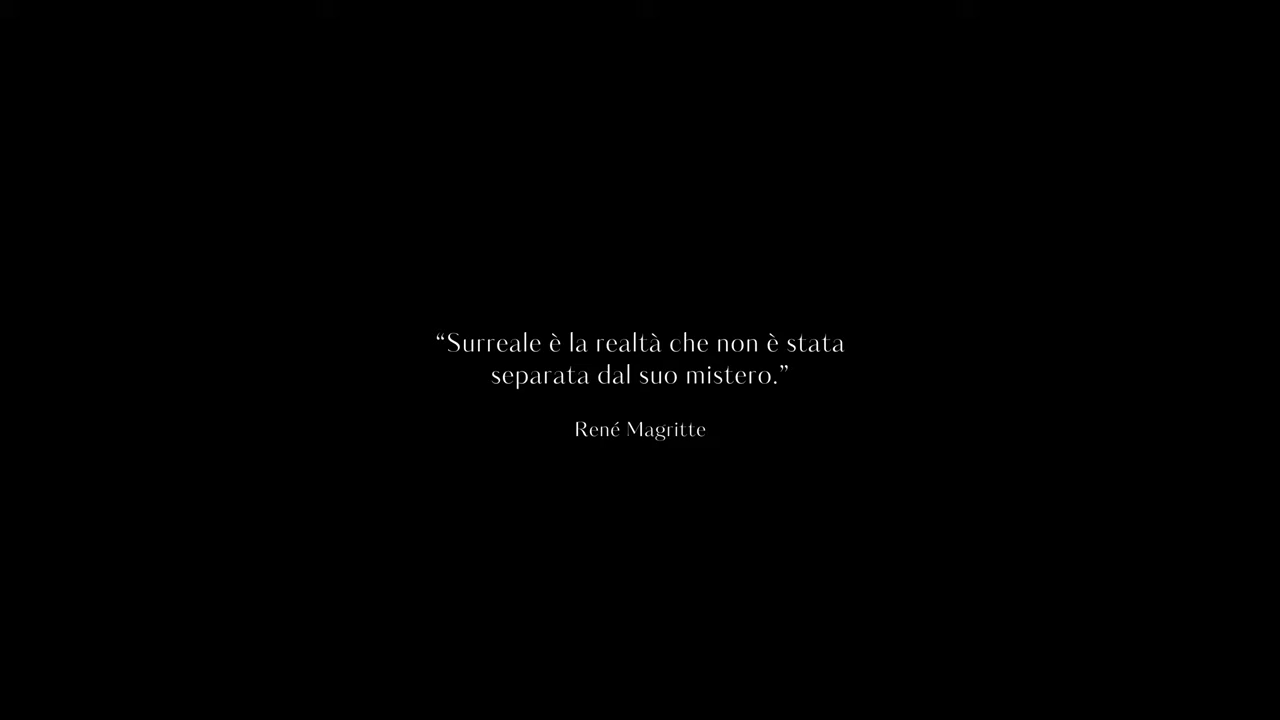 “Surreale è la realtà che non è stata
separata dal suo mistero.”
René Magritte